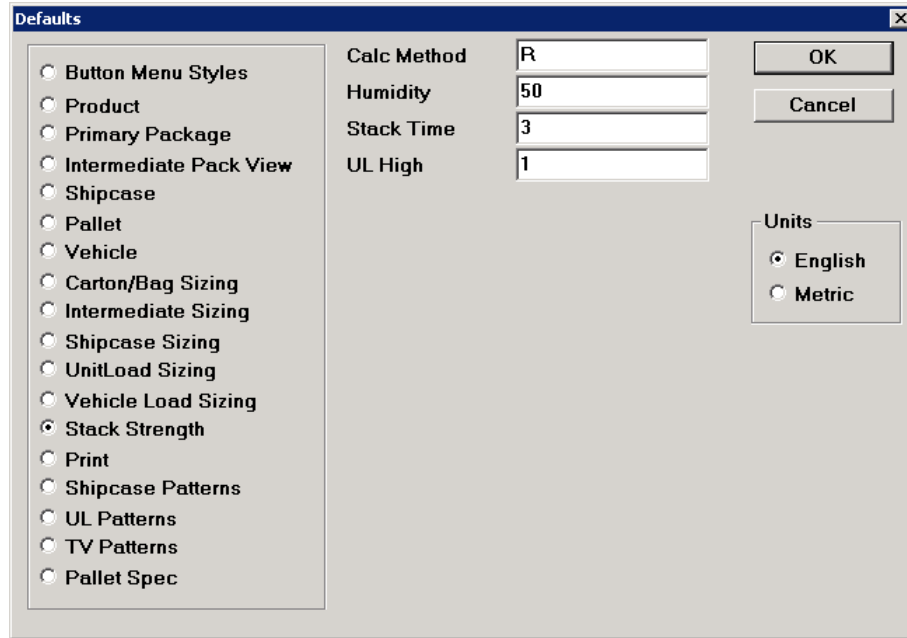 Defaults
Button Menu Styles
Product
Primary Package
Intermediate Pack View
Shipcase
Pallet
Vehicle
Carton/Bag Sizing
Intermediate Sizing
Shipcase Sizing
UnitLoad Sizing
Vehicle Load Sizing
Stack Strength
Print
Shipcase Patterns
UL Patterns
TV Patterns
Pallet Spec
Calc Method R
Humidity 50
Stack Time 3
UL High 1
OK
Cancel
Units
English
Metric